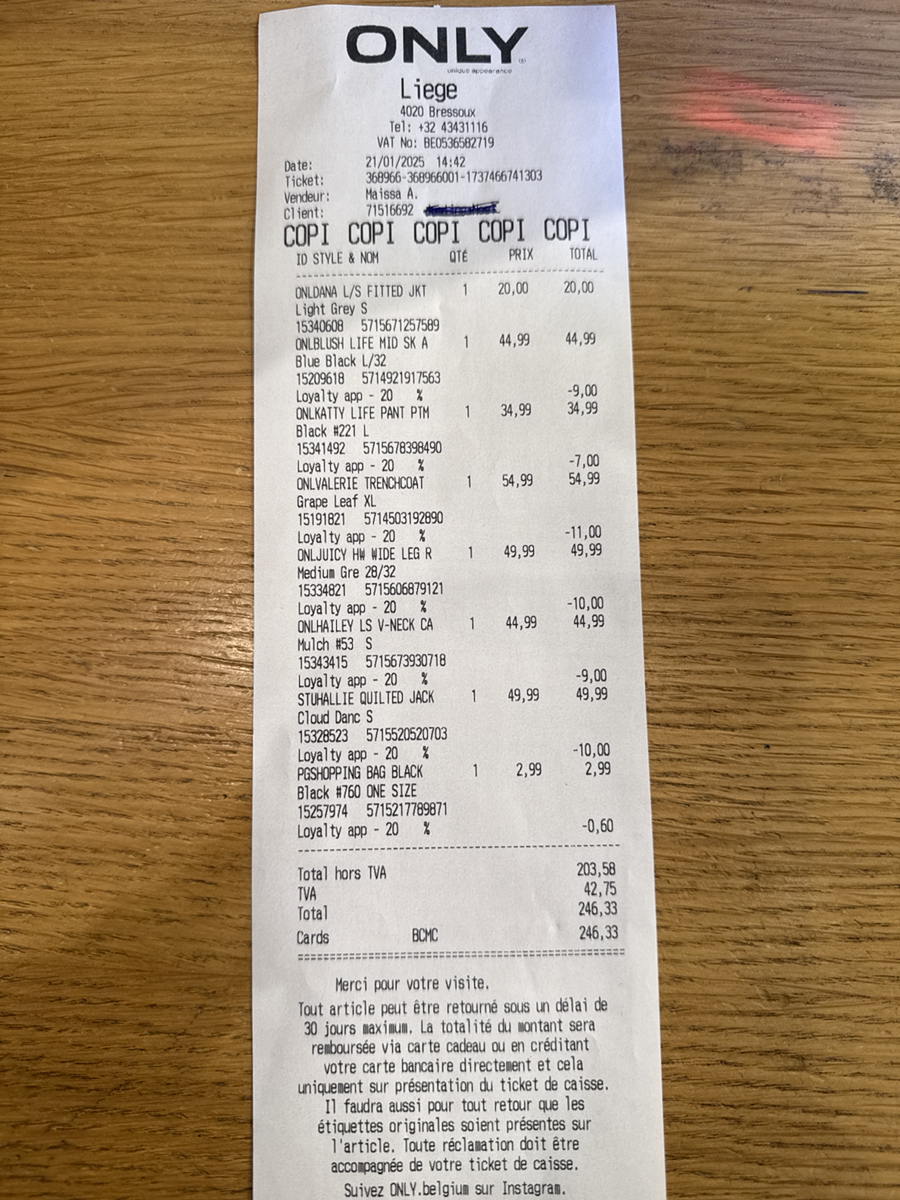 ONLY
unique appearance
Liege
4020 Bressoux
Tel: +32 43431116
VAT No: BE0536582719
Date: 21/01/2025 14:42
Ticket: 368966-368966001-1737466741303
Vendeur: Maissa A.
Client: 71516692
COPI COPI COPI COPI COPI
ID STYLE & NOM QTÉ PRIX TOTAL
ONLDANA L/S FITTED JKT 1 20,00 20,00
Light Grey S
15340608 5715671257589
ONLBLUSH LIFE MID SK A 1 44,99 44,99
Blue Black L/32
15209618 5714921917563
Loyalty app - 20 % -9,00
ONLKATTY LIFE PANT PTM 1 34,99 34,99
Black #221 L
15341492 5715678398490
Loyalty app - 20 % -7,00
ONLVALERIE TRENCHCOAT 1 54,99 54,99
Grape Leaf XL
15191821 5714503192890
Loyalty app - 20 % -11,00
ONLJUICY HW WIDE LEG R 1 49,99 49,99
Medium Gre 28/32
15334821 5715606879121
Loyalty app - 20 % -10,00
ONLHAILEY LS V-NECK CA 1 44,99 44,99
Mulch #53 S
15343415 5715673930718
Loyalty app - 20 % -9,00
STUHALLIE QUILTED JACK 1 49,99 49,99
Cloud Danc S
15328523 5715520520703
Loyalty app - 20 % -10,00
PGSHOPPING BAG BLACK 1 2,99 2,99
Black #760 ONE SIZE
15257974 5715217789871
Loyalty app - 20 % -0,60
Total hors TVA 203,58
TVA 42,75
Total 246,33
Cards BCMC 246,33
Merci pour votre visite.
Tout article peut être retourné sous un délai de
30 jours maximum. La totalité du montant sera
remboursée via carte cadeau ou en créditant
votre carte bancaire directement et cela
uniquement sur présentation du ticket de caisse.
Il faudra aussi pour tout retour que les
étiquettes originales soient présentes sur
l'article. Toute réclamation doit être
accompagnée de votre ticket de caisse.
Suivez ONLY.belgium sur Instagram.